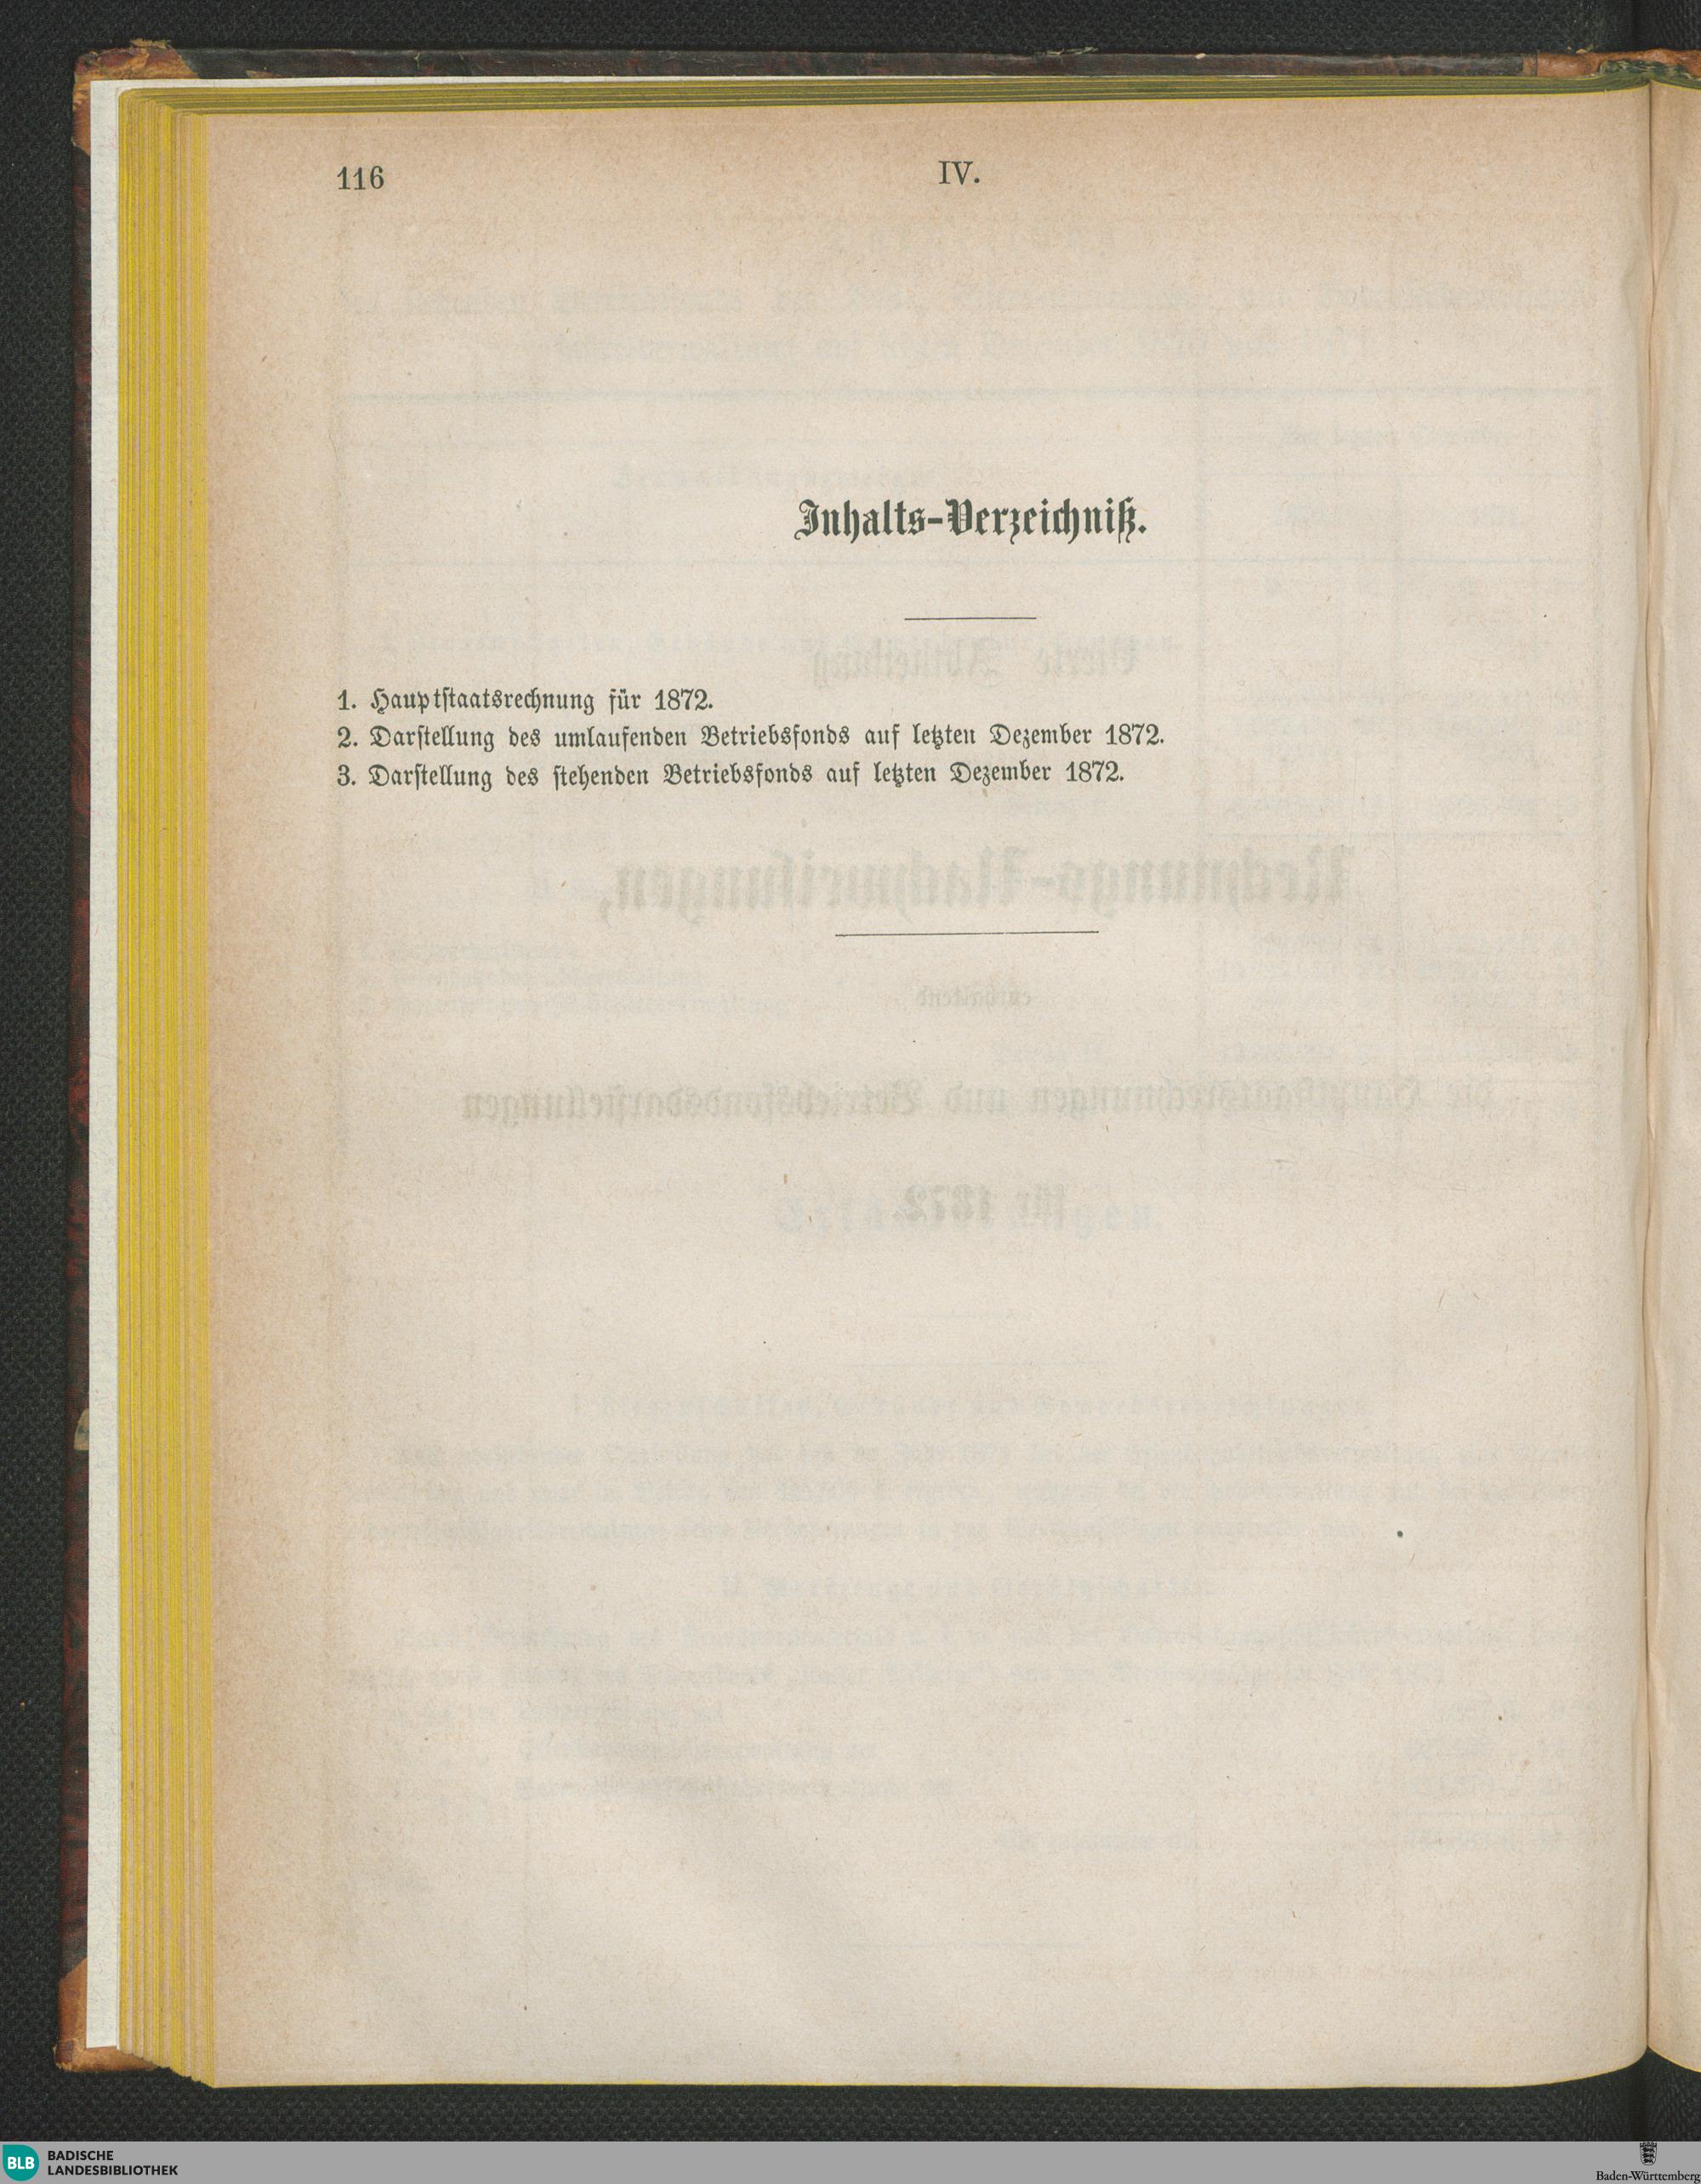 116
IV.
Inhalts-Verzeichniß.
1. Hauptstaatsrechnung für 1872.
2. Darstellung des umlaufenden Betriebsfonds auf letzten Dezember 1872.
3. Darstellung des stehenden Betriebsfonds auf letzten Dezember 1872.
BLB BADISCHE
LANDESBIBLIOTHEK
Baden-Württemberg